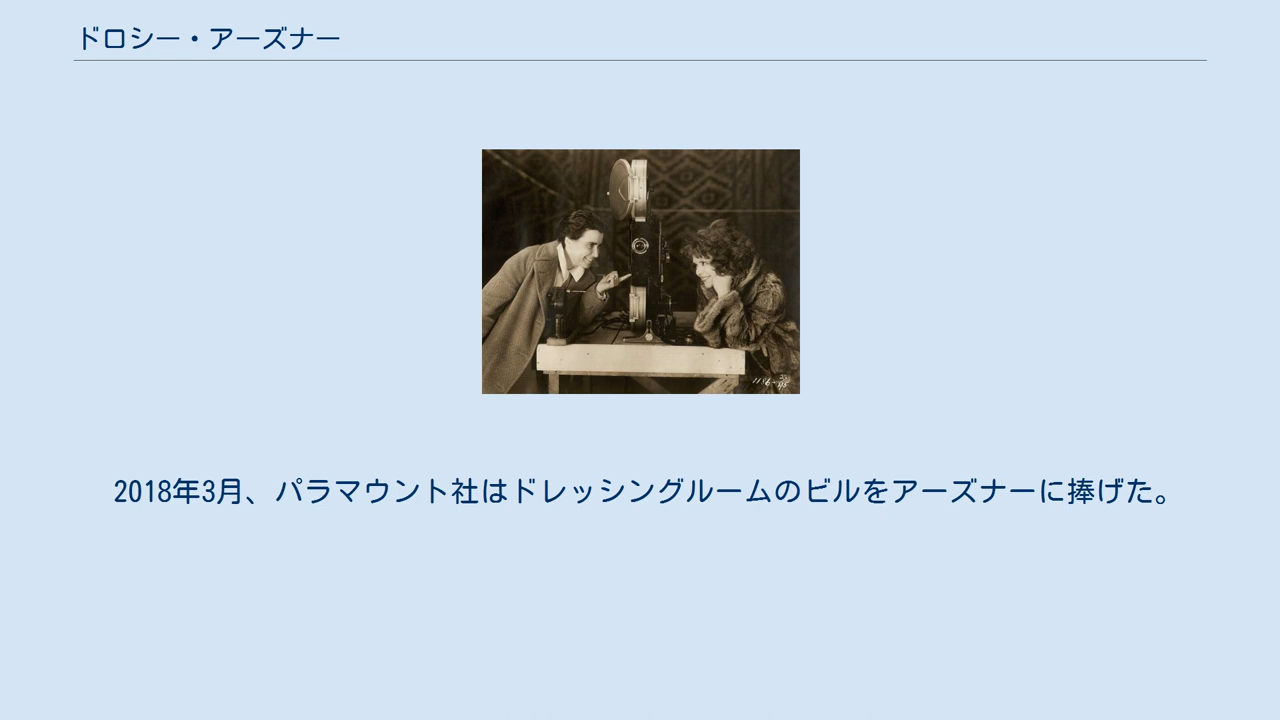 ドロシー・アーズナー
2018年3月、パラマウント社はドレッシングルームのビルをアーズナーに捧げた。